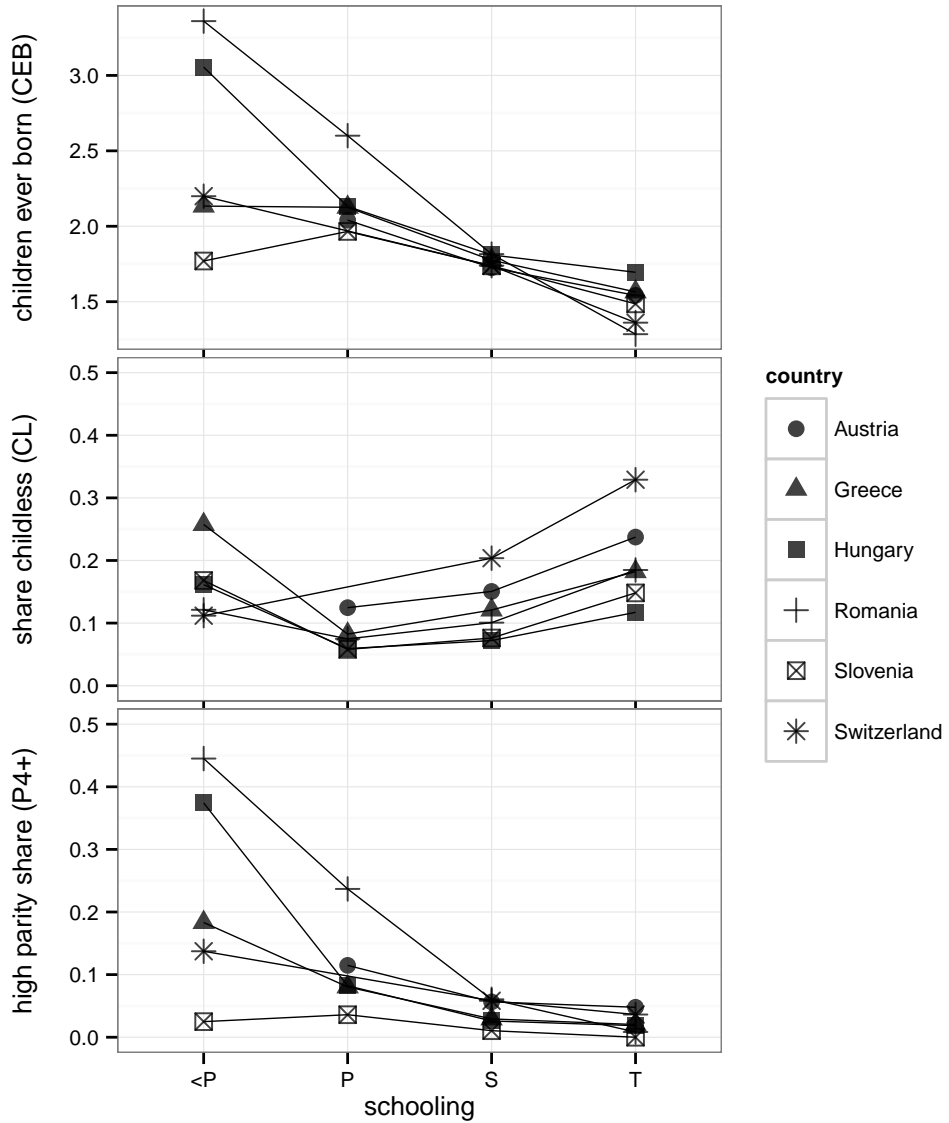 children ever born (CEB)
3.0
2.5
2.0
1.5
share childless (CL)
0.5
0.4
0.3
0.2
0.1
0.0
high parity share (P4+)
0.5
0.4
0.3
0.2
0.1
0.0
<P P S T
schooling
country
Austria
Greece
Hungary
Romania
Slovenia
Switzerland